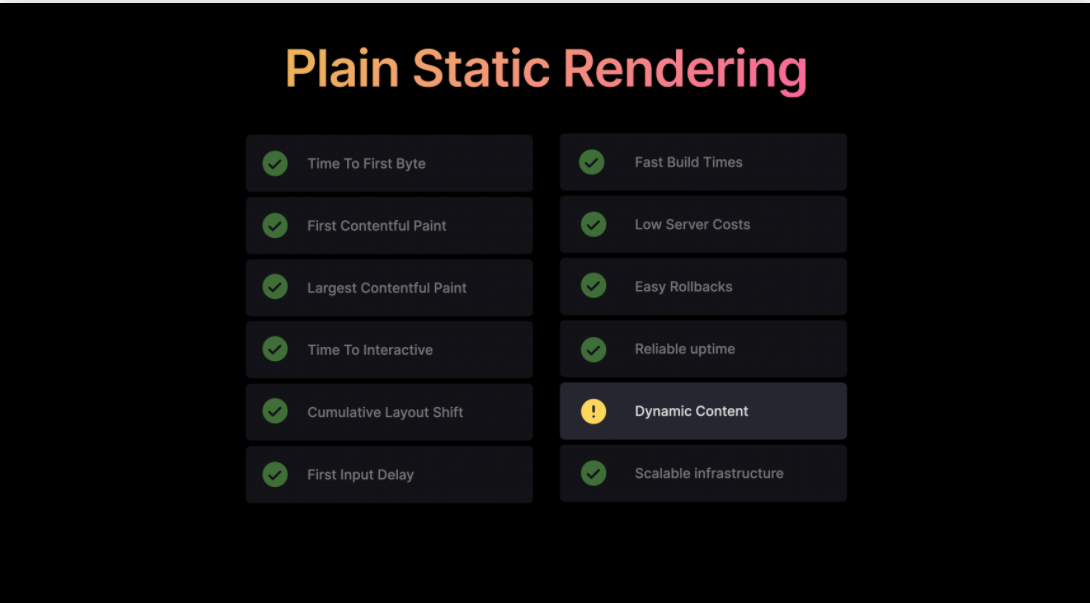 Plain Static Rendering
Time To First Byte
First Contentful Paint
Largest Contentful Paint
Time To Interactive
Cumulative Layout Shift
First Input Delay
Fast Build Times
Low Server Costs
Easy Rollbacks
Reliable uptime
Dynamic Content
Scalable infrastructure